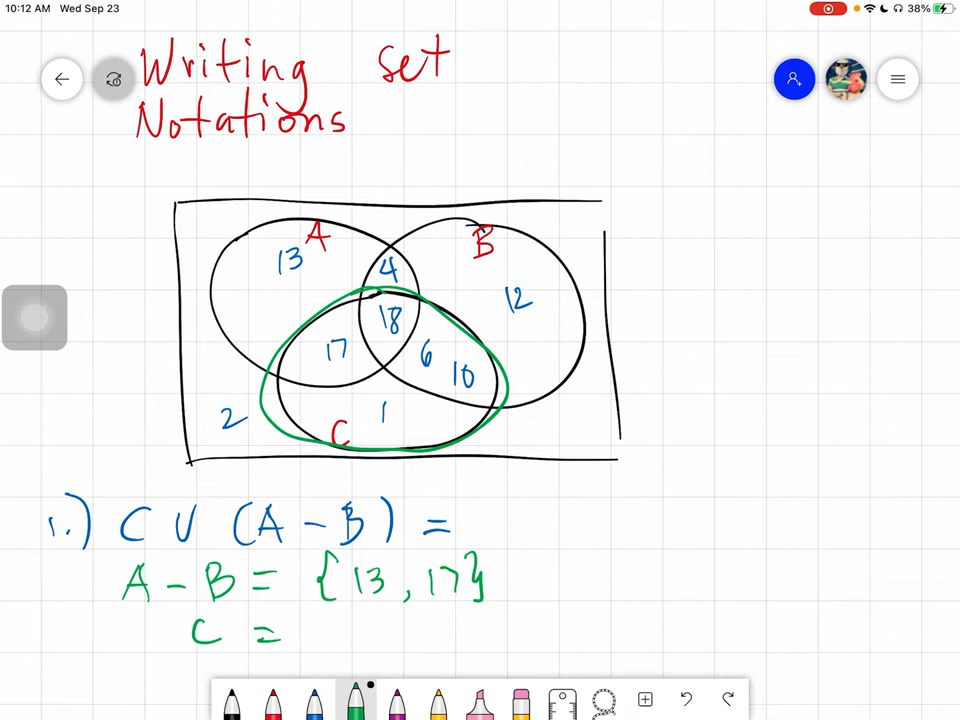 10:12 AM Wed Sep 23
38%
Writing set
Notations
A
B
13
4
12
18
17
6
10
2
1
C
1.) C ∪ (A - B) =
A - B = {13, 17}
C =